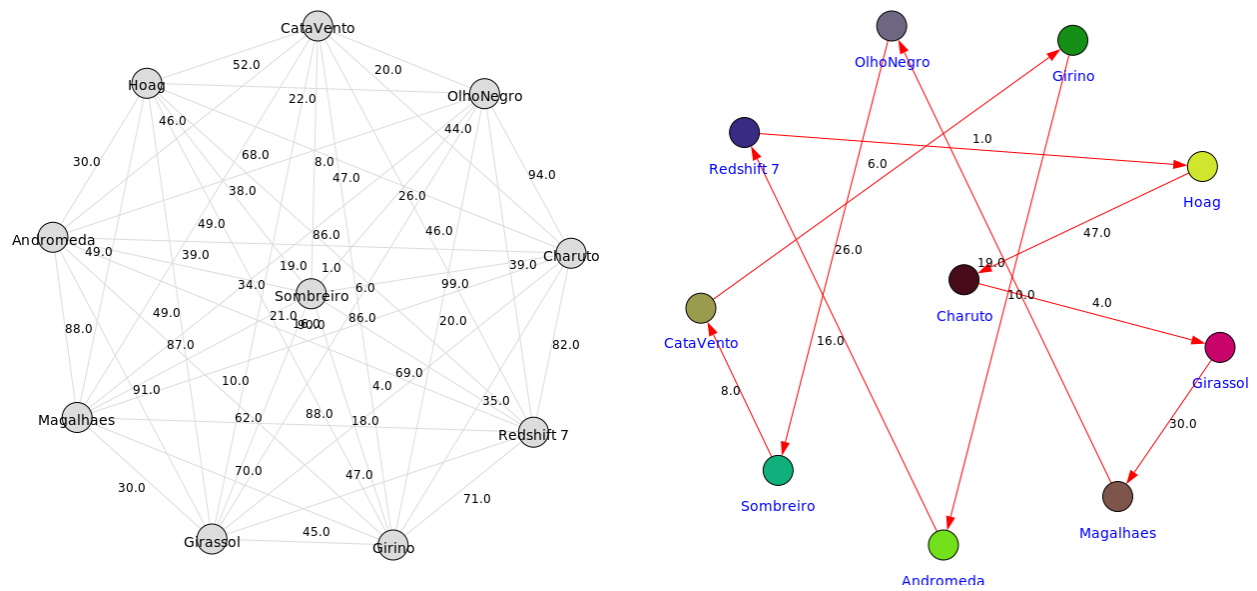 CataVento
52.0
20.0
Hoag
OlhoNegro
22.0
46.0
44.0
68.0
8.0
30.0
47.0
94.0
38.0
26.0
49.0
86.0
46.0
Andromeda
49.0
39.0
Charuto
19.0
1.0
39.0
34.0
6.0
99.0
Sombreiro
49.0
21.0
86.0
20.0
90.0
88.0
87.0
82.0
69.0
10.0
4.0
91.0
35.0
Magalhaes
62.0
88.0
18.0
Redshift 7
70.0
47.0
30.0
71.0
45.0
Girassol
Girino
OlhoNegro
Girino
1.0
6.0
Redshift 7
Hoag
47.0
26.0
19.0
10.0
4.0
Charuto
CataVento
16.0
8.0
Girassol
30.0
Sombreiro
Magalhaes
Andromeda